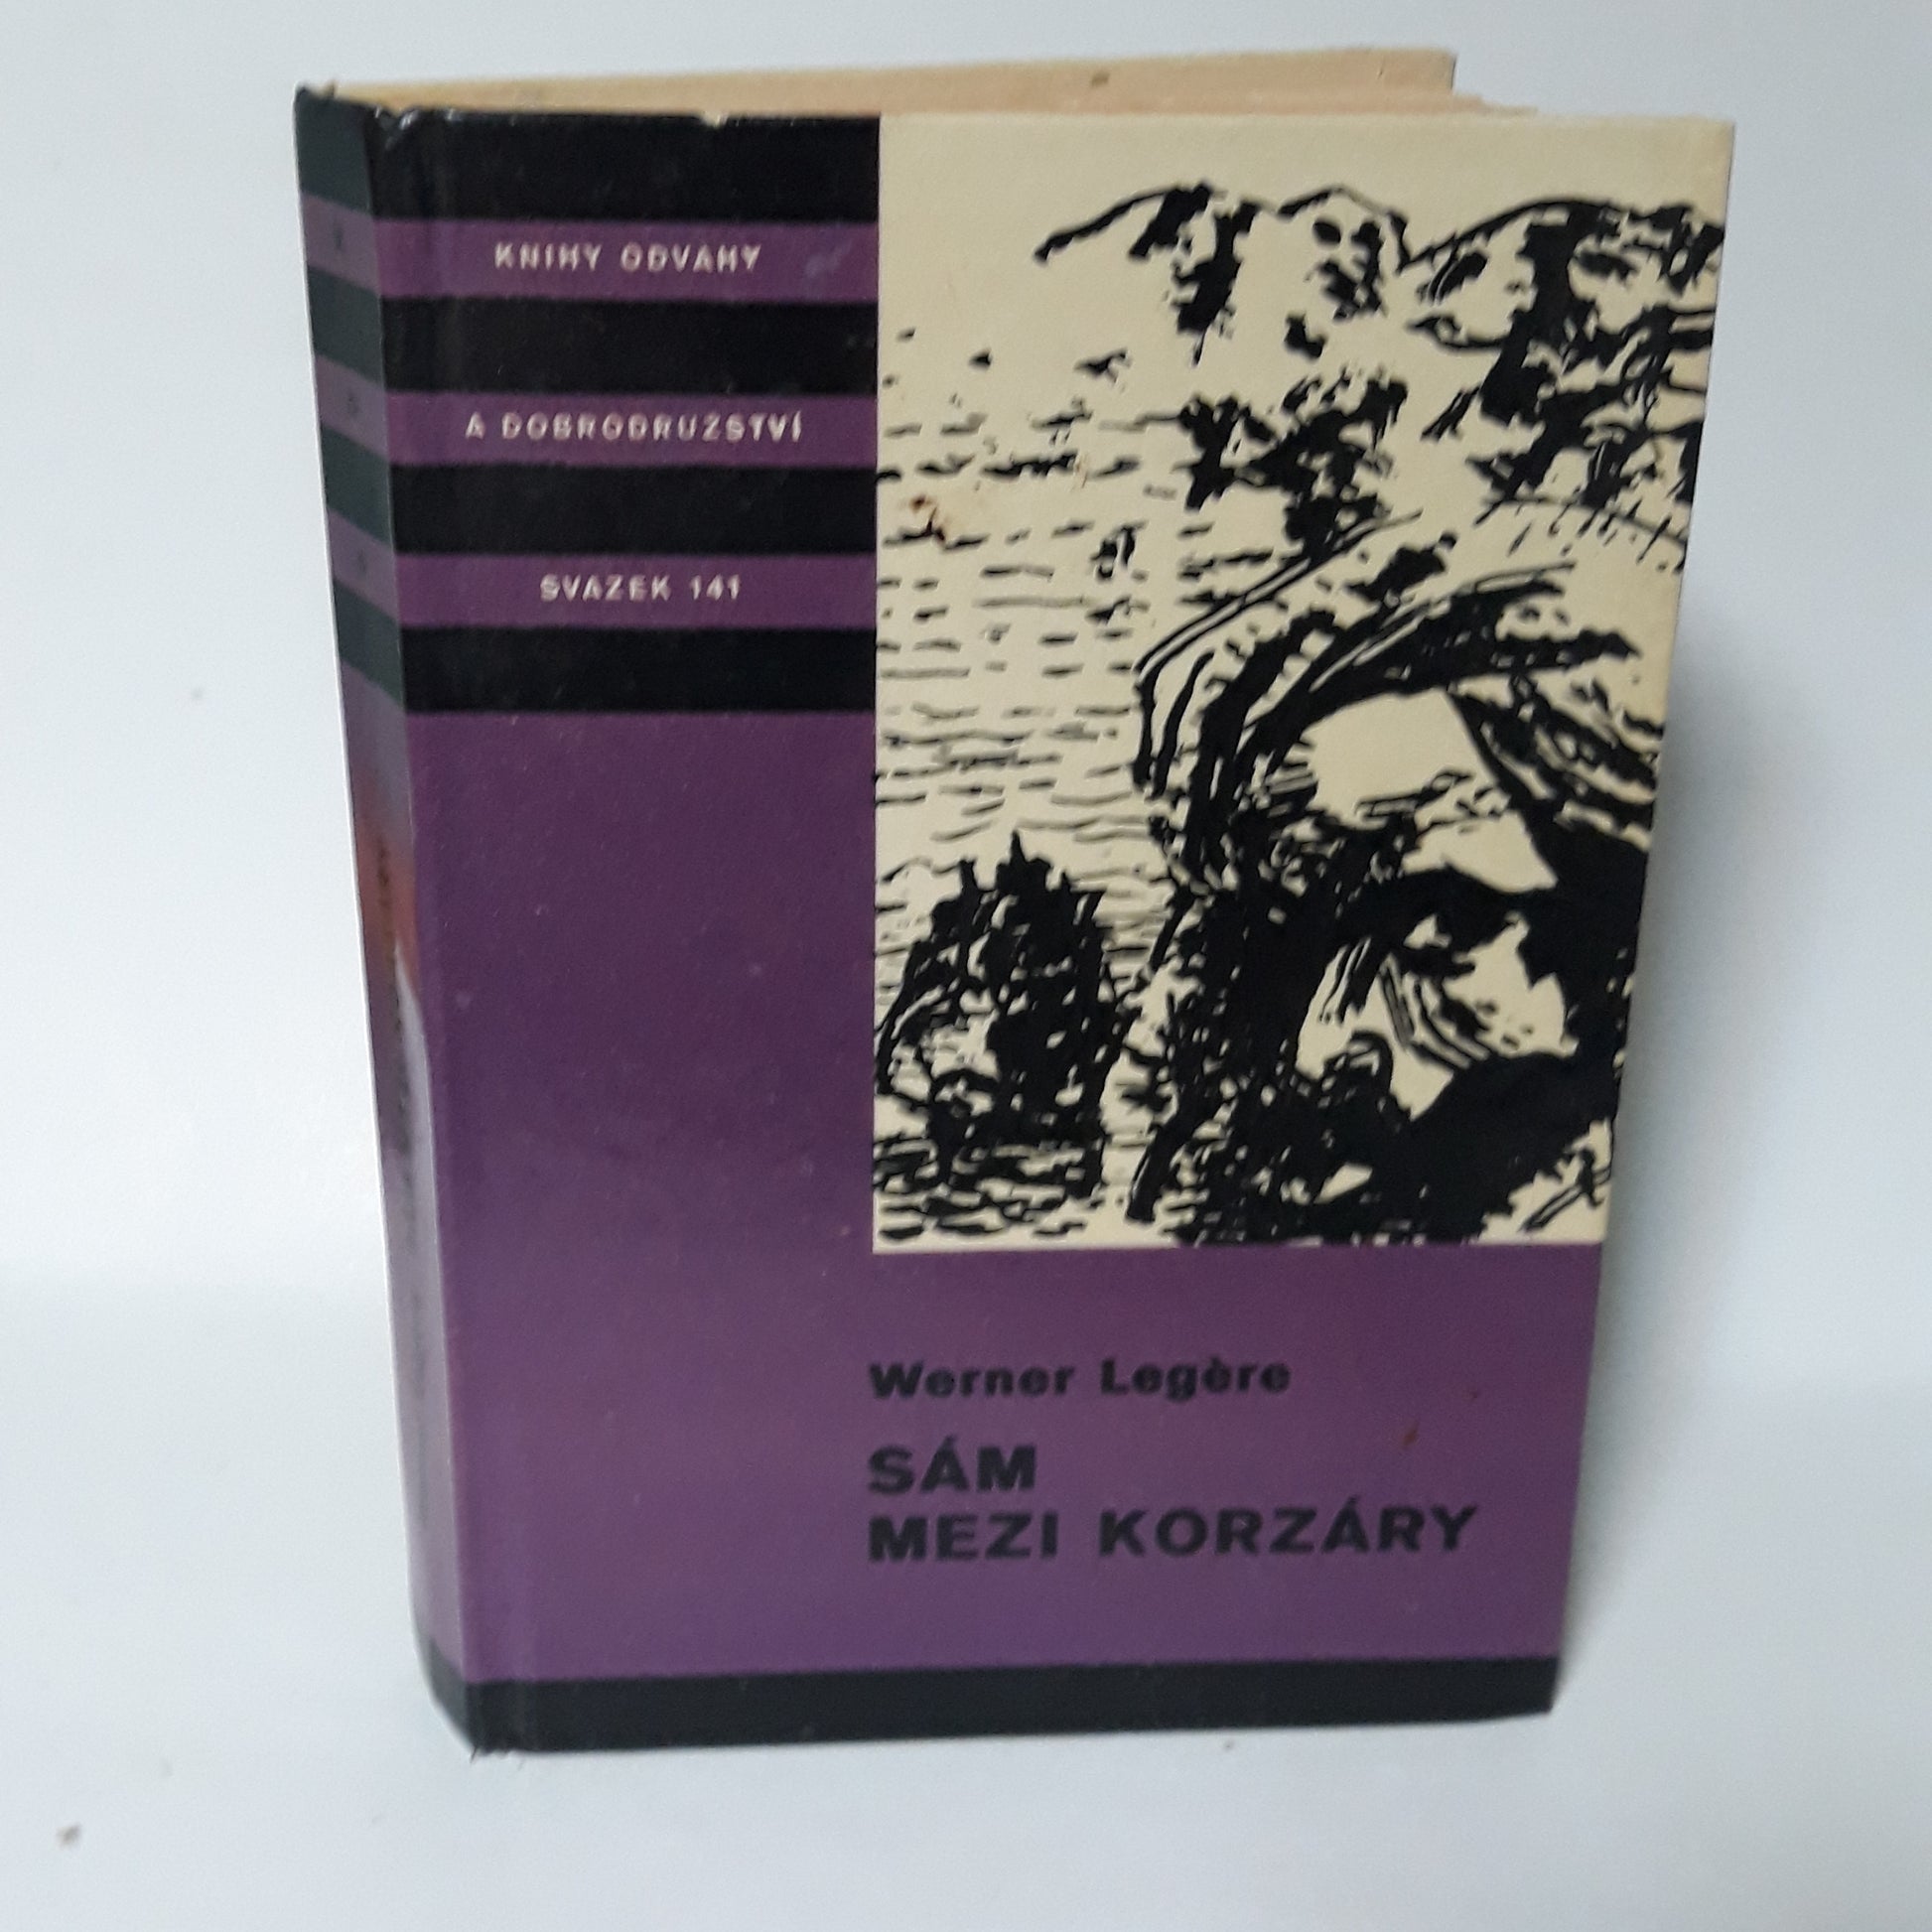 KNIHY ODVAHY
A DOBRODRUŽSTVÍ
SVAZEK 141
Werner Legère
SÁM
MEZI KORZÁRY